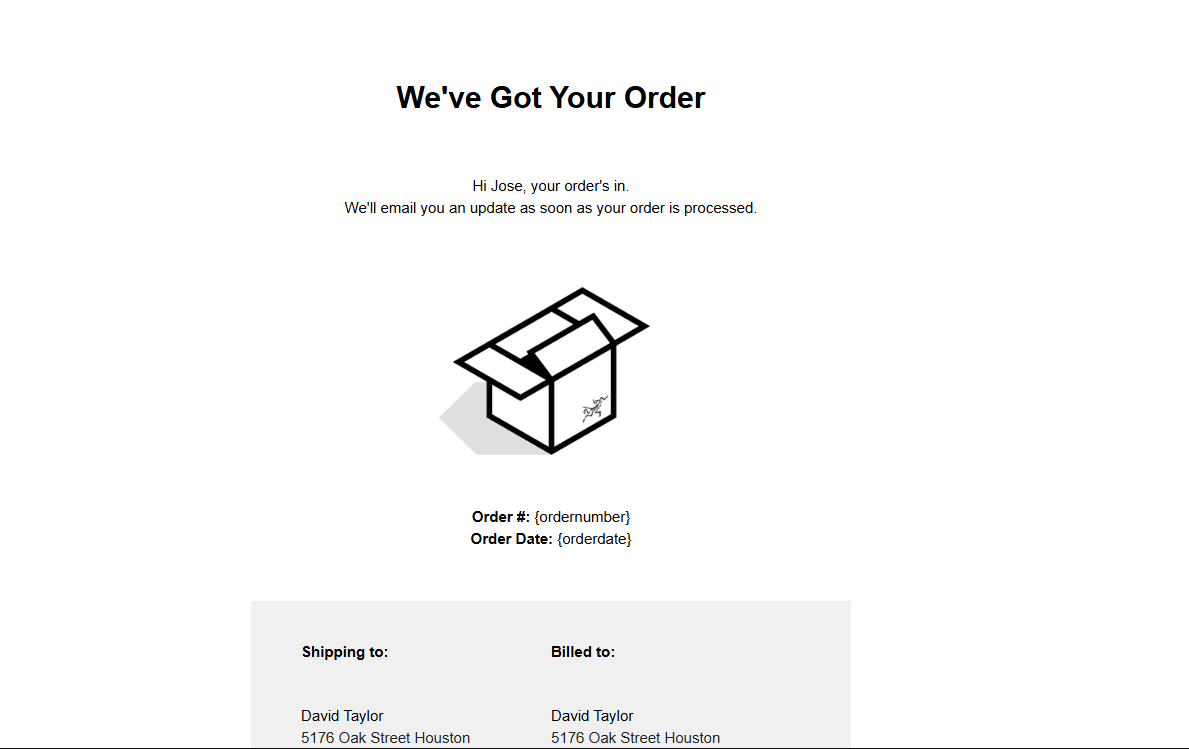 We've Got Your Order
Hi Jose, your order's in.
We'll email you an update as soon as your order is processed.
Order #: {ordernumber}
Order Date: {orderdate}
Shipping to:
Billed to:
David Taylor
David Taylor
5176 Oak Street Houston
5176 Oak Street Houston